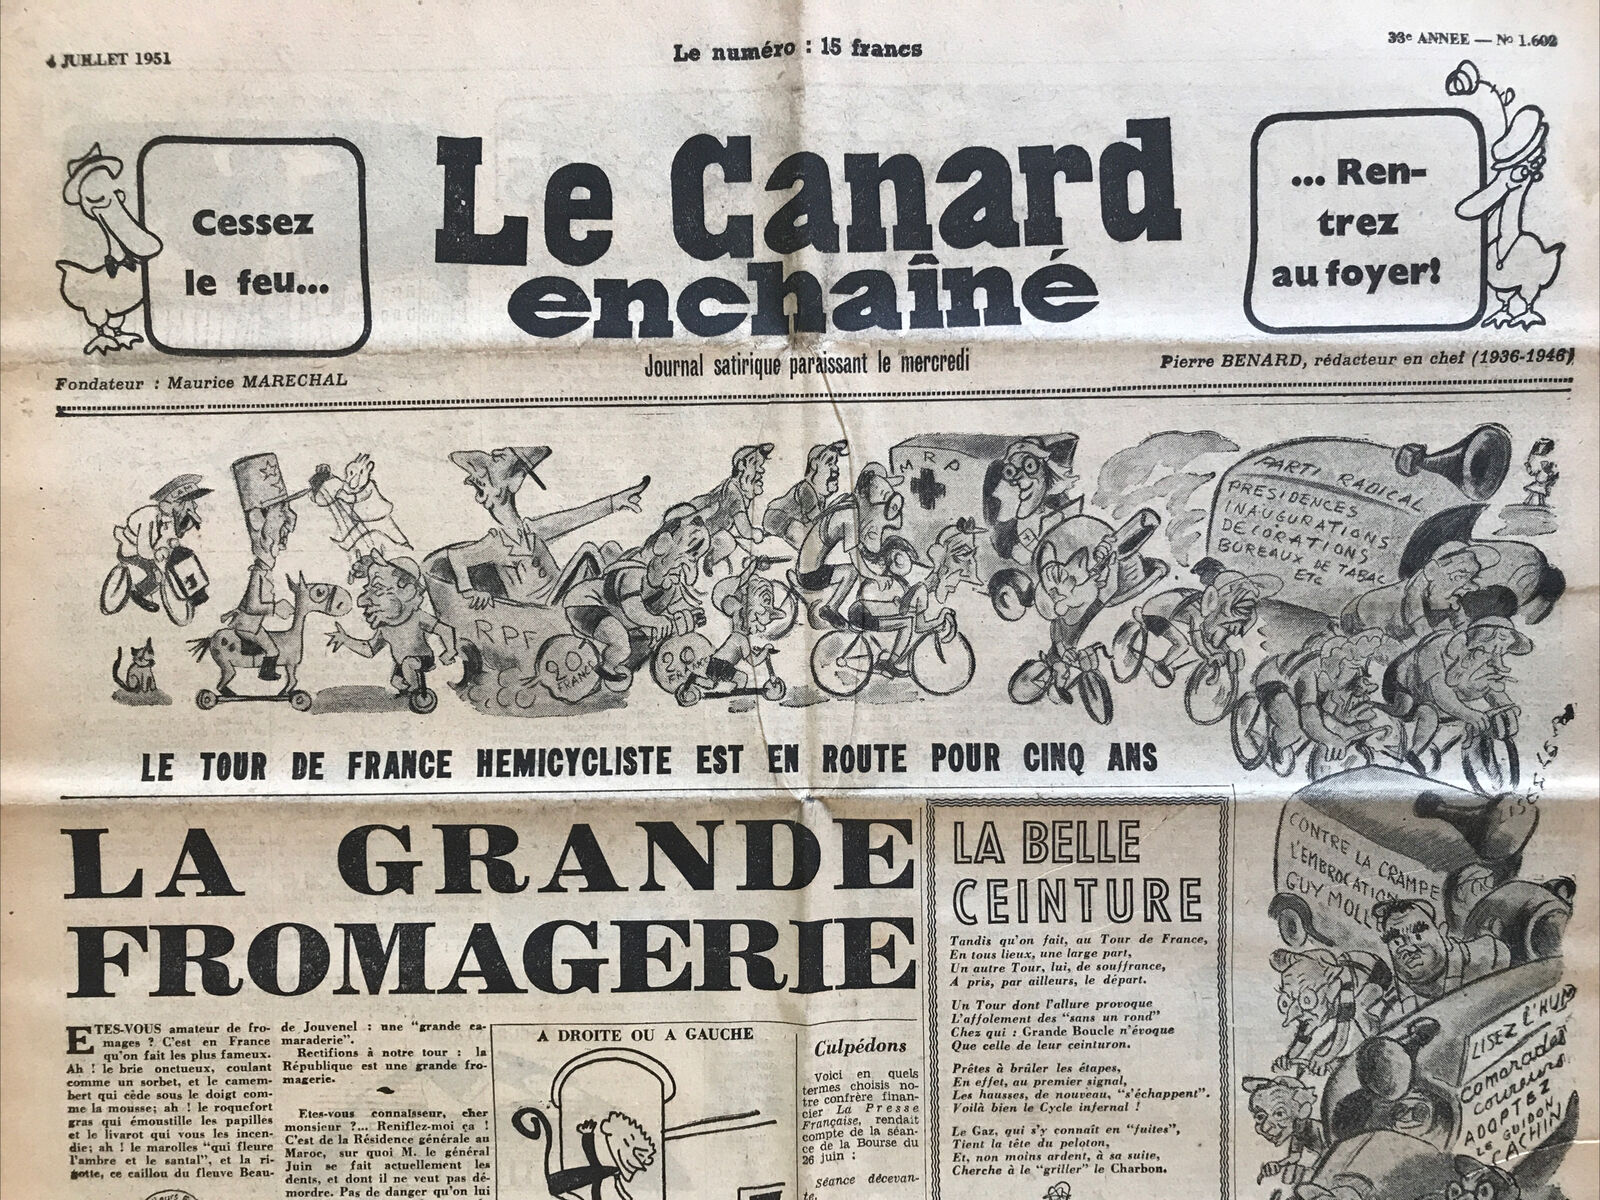 4 JUILLET 1951
Le numéro : 15 francs
33e ANNEE — No 1.602
Cessez
le feu...
Le Canard
enchaîné
... Ren-
trez
au foyer!
Fondateur : Maurice MARECHAL
Journal satirique paraissant le mercredi
Pierre BENARD, rédacteur en chef (1936-1946)
LAM
RPF
20
FRANCS
20
FRANCS
MRP
PARTI RADICAL
PRESIDENCES
INAUGURATIONS
DECORATIONS
BUREAUX DE TABAC
ETC
LE TOUR DE FRANCE HEMICYCLISTE EST EN ROUTE POUR CINQ ANS
CONTRE LA CRAMPE
L'EMBROCATION
GUY MOLL
LISEZ L'HUM
Camarades
coureurs
ADOPTEZ
LE GUIDON
CACHIN
LA GRANDE
FROMAGERIE
ETES-VOUS amateur de fro-
mages ? C'est en France
qu'on fait les plus fameux.
Ah ! le brie onctueux, coulant
comme un sorbet, et le camem-
bert qui cède sous le doigt com-
me la mousse; ah ! le roquefort
gras qui émoustille les papilles
et le livarot qui vous les incen-
die; ah ! le marolles "qui fleure
l'ambre et le santal", et la ri-
gotte, ce caillou du fleuve Beau-
de Jouvenel : une "grande ca-
maraderie".
Rectifions à notre tour : la
République est une grande fro-
magerie.
Etes-vous connaisseur, cher
monsieur ?... Reniflez-moi ça !
C'est de la Résidence générale au
Maroc, sur quoi M. le général
Juin se fait actuellement les
dents, et dont il ne veut pas dé-
mordre. Pas de danger qu'on lui
A DROITE OU A GAUCHE
Culpédons
Voici en quels
termes choisis no-
tre confrère finan-
cier La Presse
Française, rendait
compte de la séan-
ce de la Bourse du
26 juin :
Séance décevan-
te,
LA BELLE
CEINTURE
Tandis qu'on fait, au Tour de France,
En tous lieux, une large part,
Un autre Tour, lui, de souffrance,
A pris, par ailleurs, le départ.
Un Tour dont l'allure provoque
L'affolement des "sans un rond"
Chez qui : Grande Boucle n'évoque
Que celle de leur ceinturon.
Prêtes à brûler les étapes,
En effet, au premier signal,
Les hausses, de nouveau, "s'échappent".
Voilà bien le Cycle infernal !
Le Gaz, qui s'y connaît en "fuites",
Tient la tête du peloton,
Et, non moins ardent, à sa suite,
Cherche à le "griller" le Charbon.